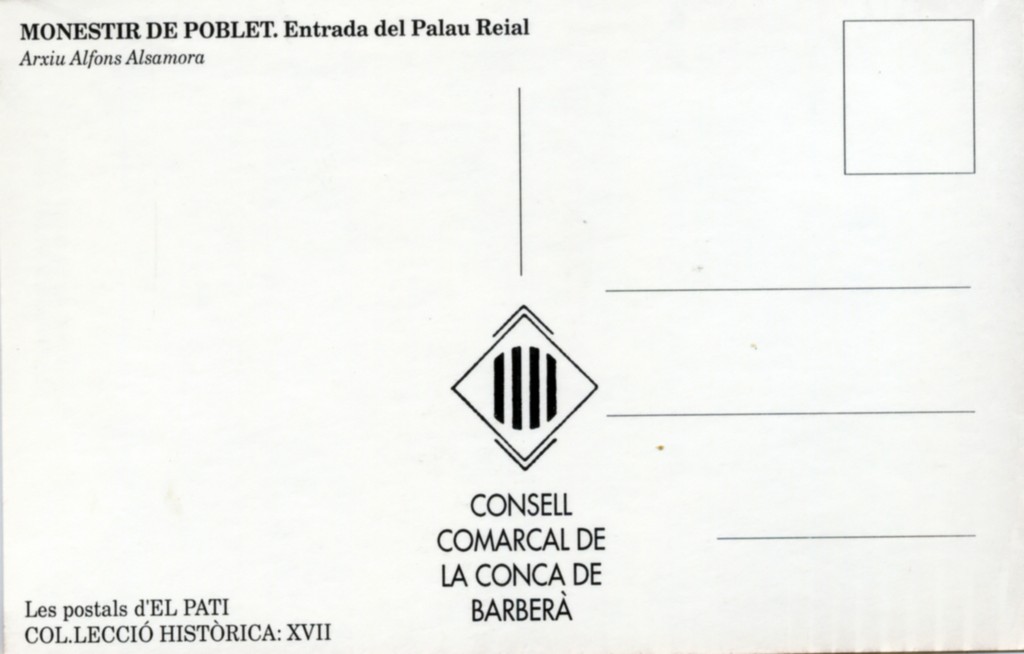 MONESTIR DE POBLET. Entrada del Palau Reial
Arxiu Alfons Alsamora
CONSELL
COMARCAL DE
LA CONCA DE
BARBERÀ
Les postals d'EL PATI
COL.LECCIÓ HISTÒRICA: XVII